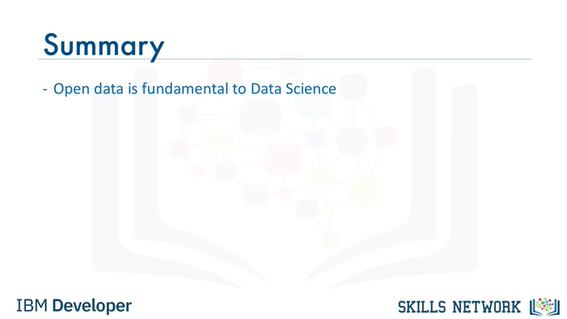 Summary
- Open data is fundamental to Data Science
IBM Developer
SKILLS NETWORK